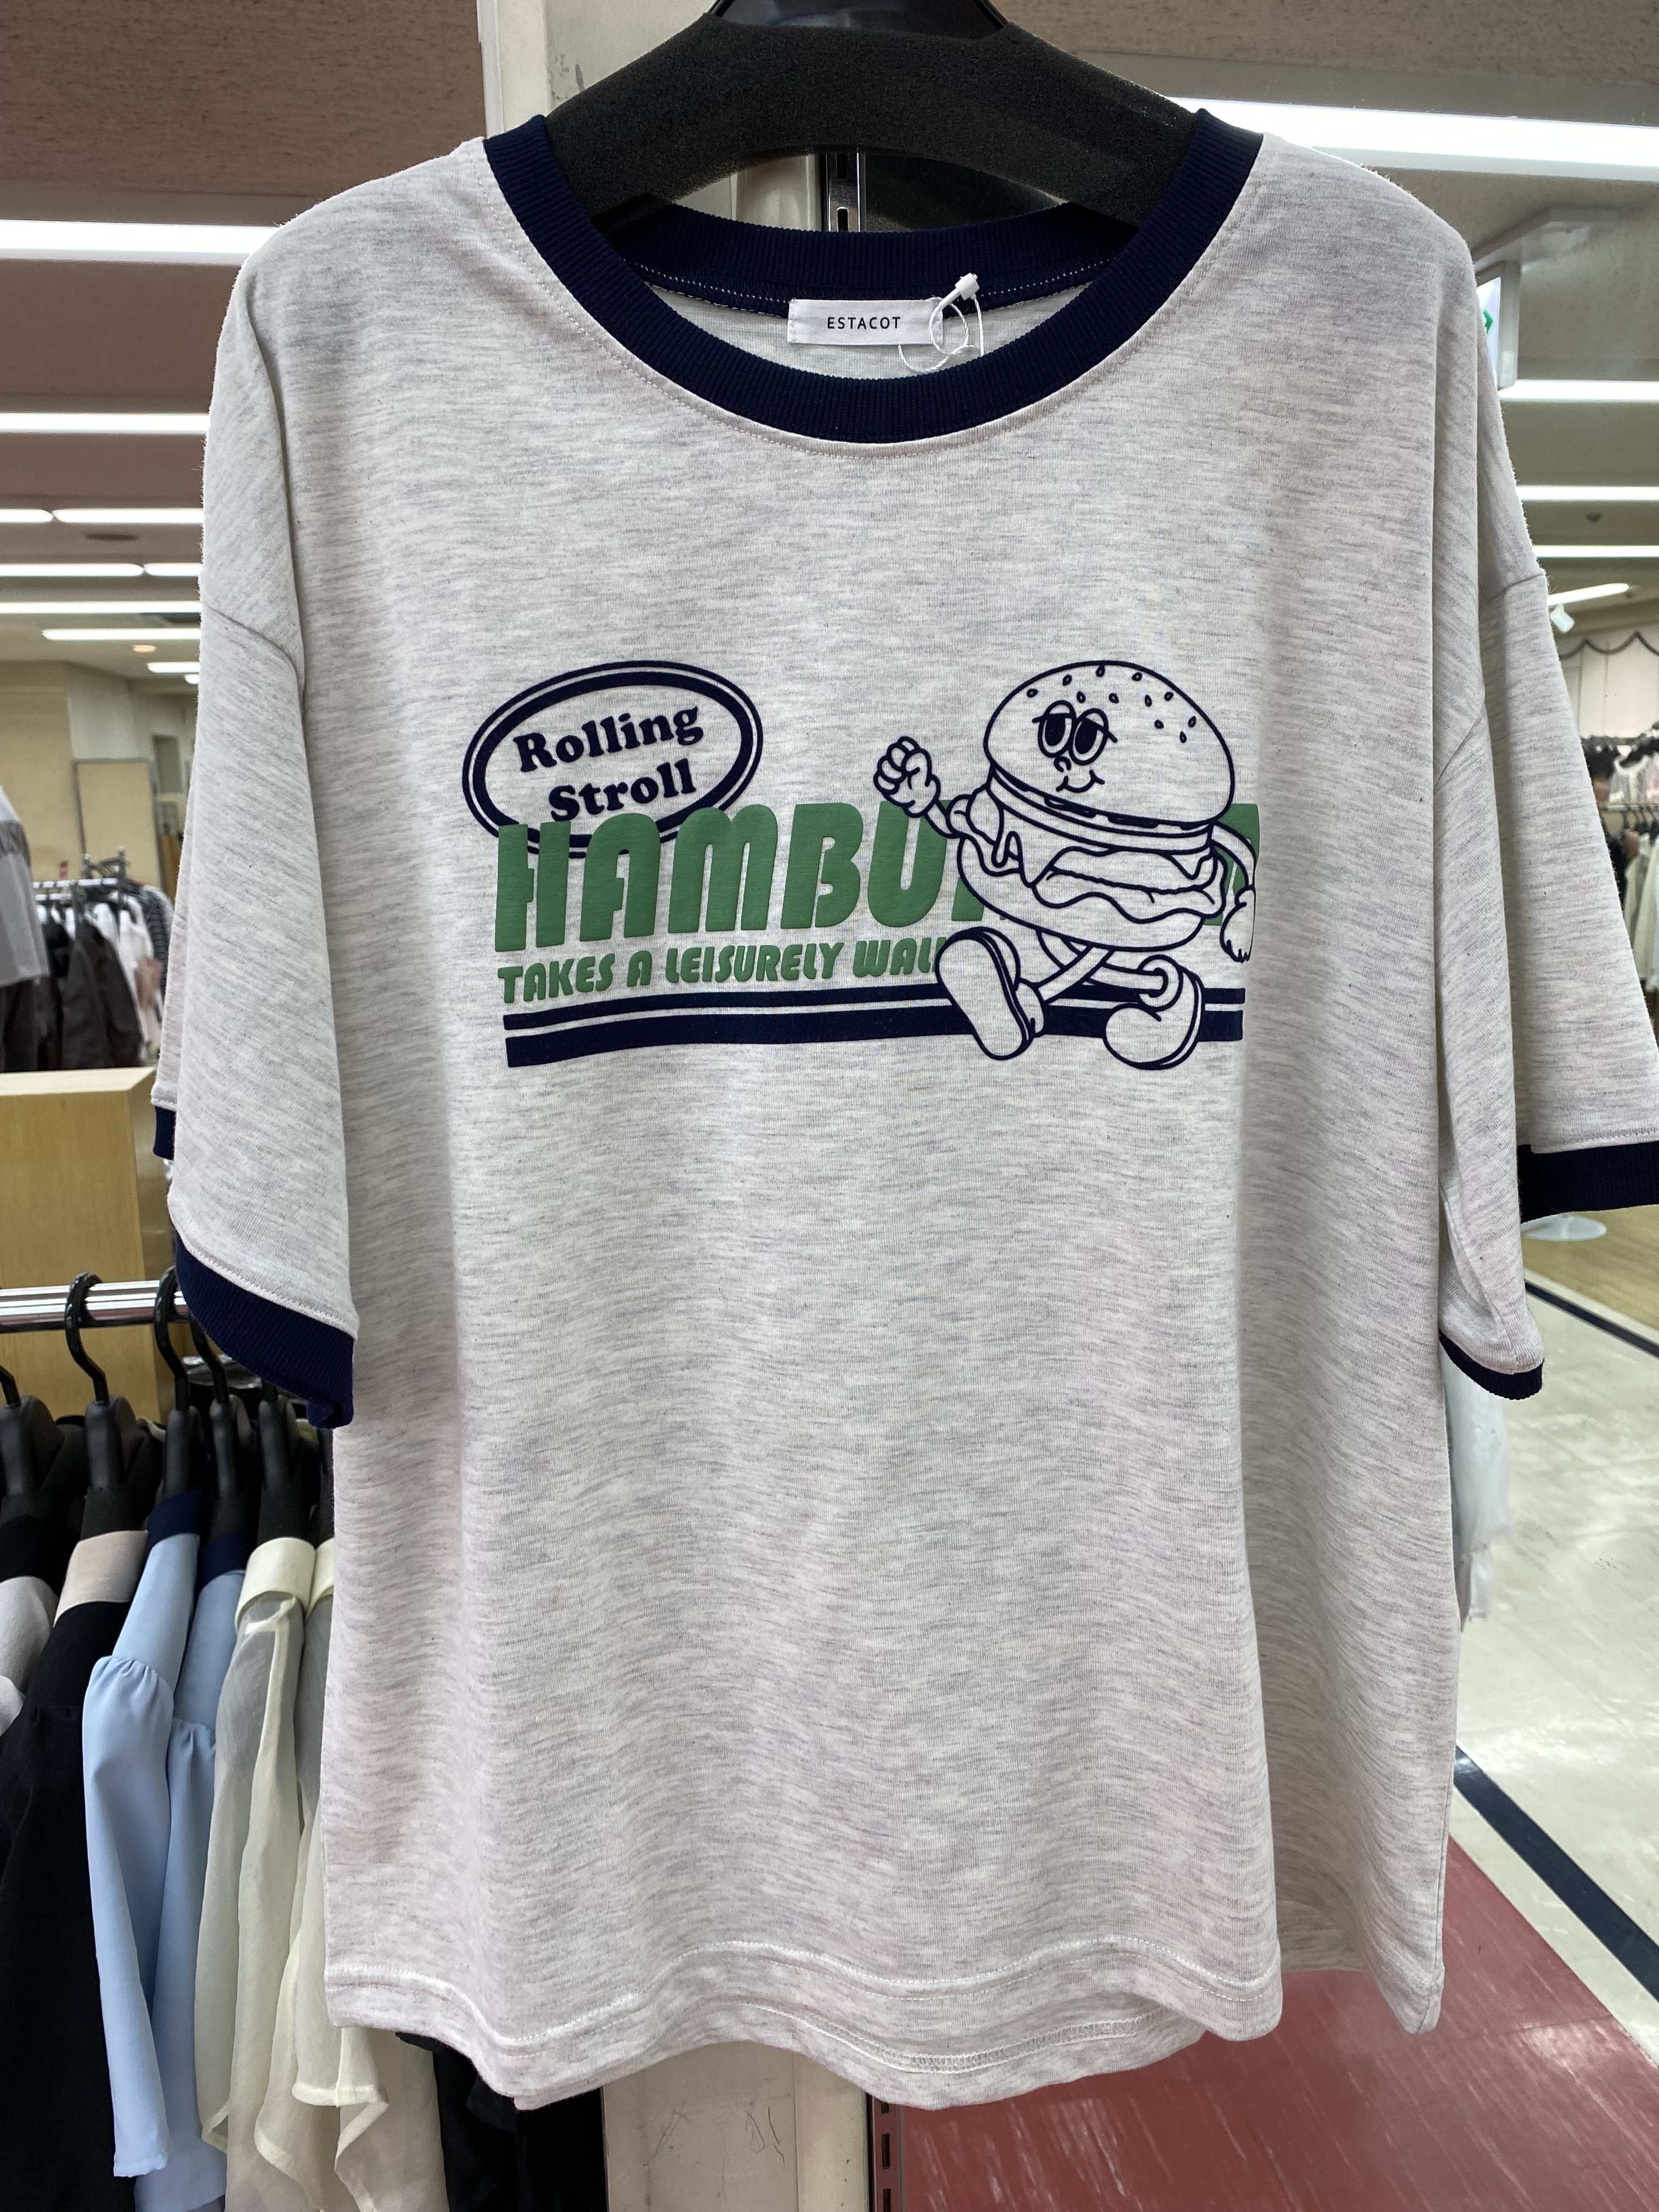 ESTACOT
Rolling
Stroll
HAMBU
TAKES A LEISURELY WAL